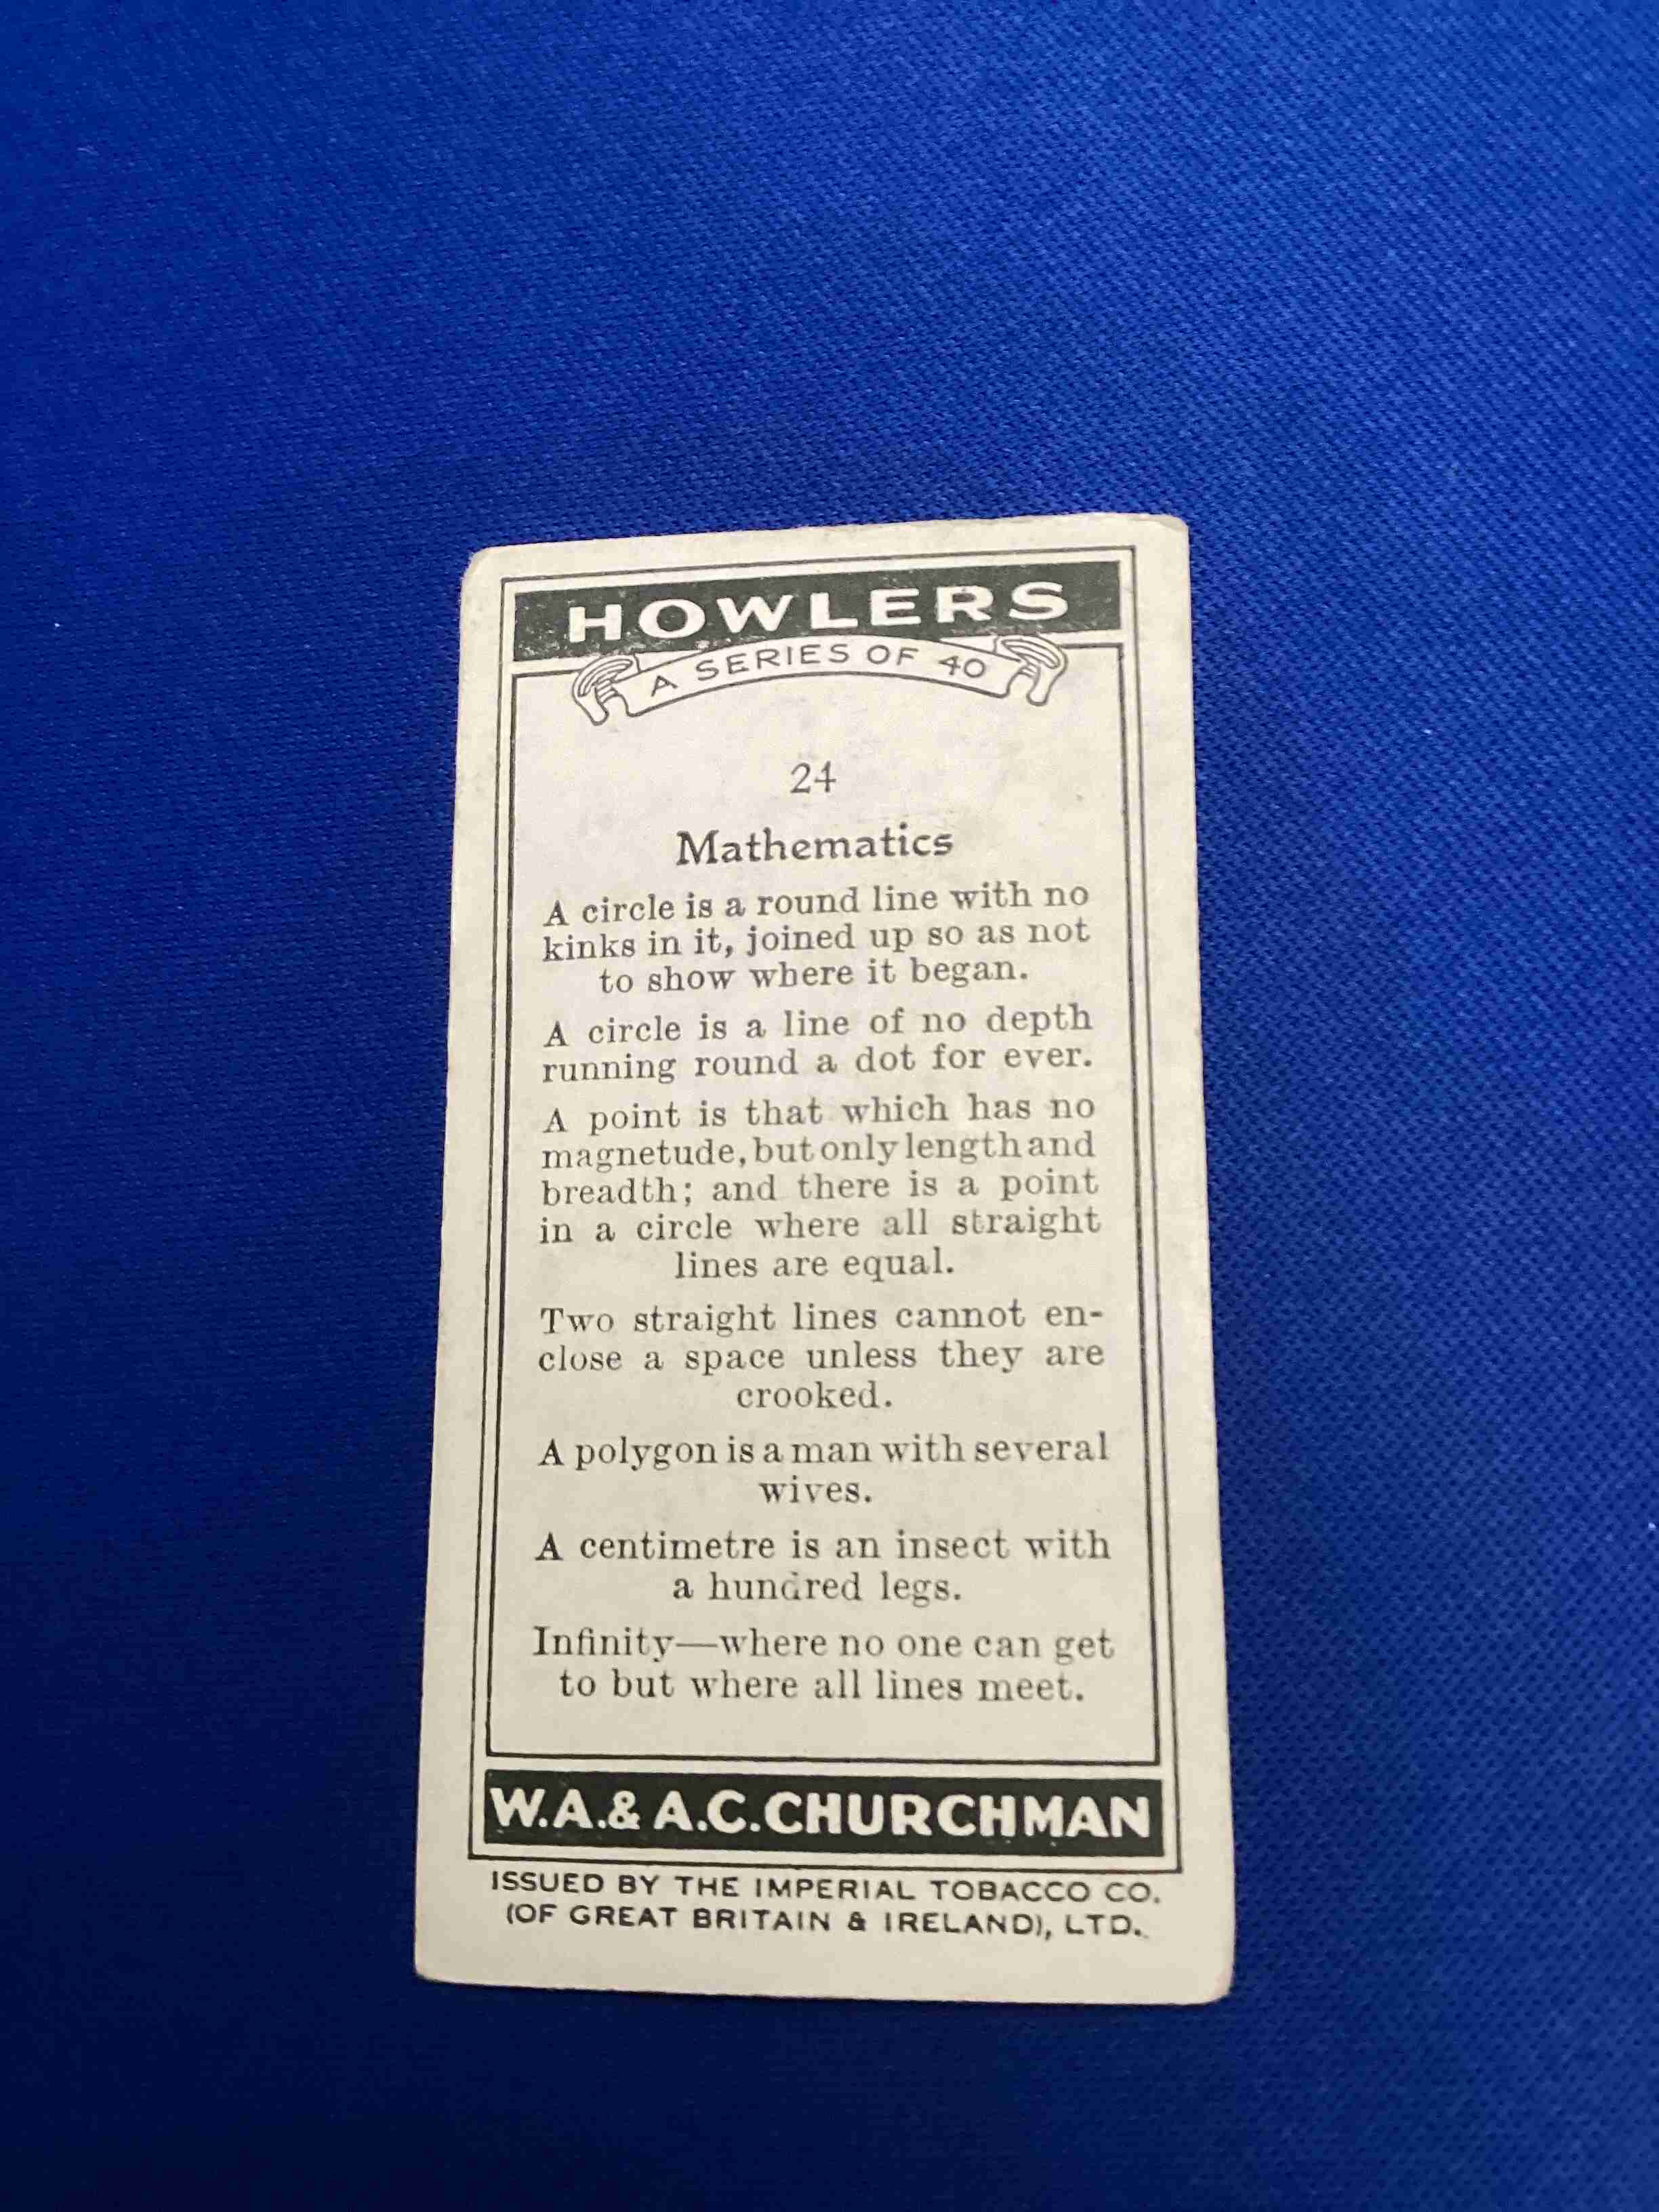 HOWLERS
A SERIES OF 40
24
Mathematics
A circle is a round line with no
kinks in it, joined up so as not
to show where it began.
A circle is a line of no depth
running round a dot for ever.
A point is that which has no
magnetude, but only length and
breadth; and there is a point
in a circle where all straight
lines are equal.
Two straight lines cannot en-
close a space unless they are
crooked.
A polygon is a man with several
wives.
A centimetre is an insect with
a hundred legs.
Infinity—where no one can get
to but where all lines meet.
W.A.& A.C.CHURCHMAN
ISSUED BY THE IMPERIAL TOBACCO CO.
(OF GREAT BRITAIN & IRELAND), LTD.